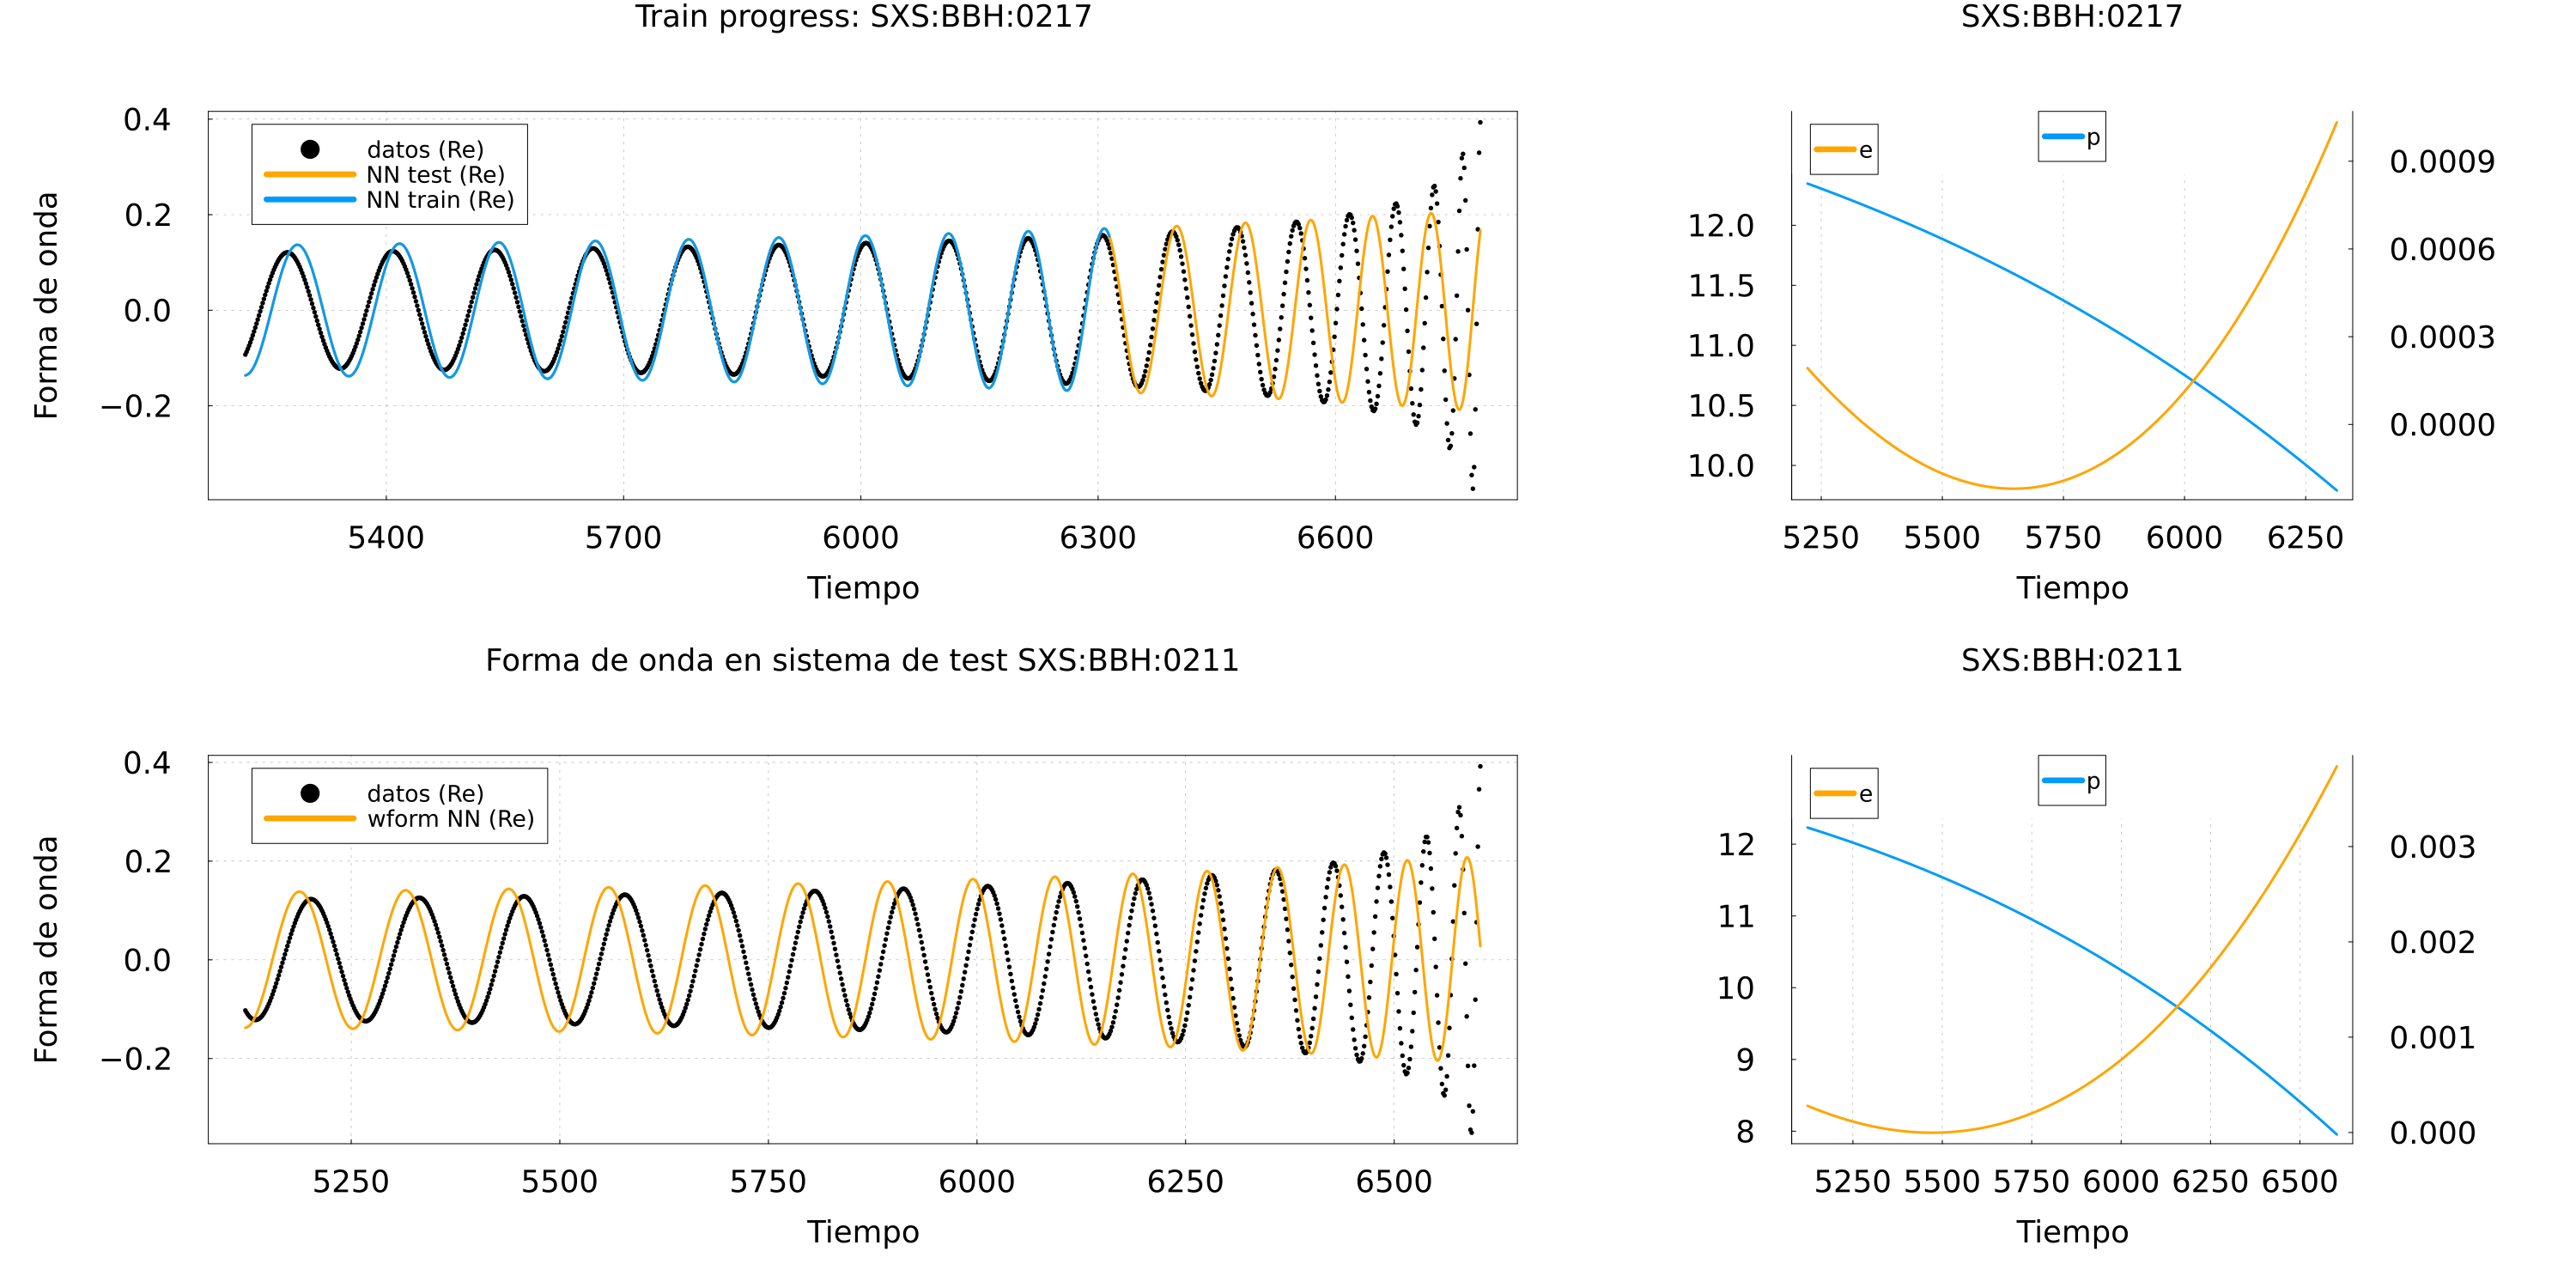 Train progress: SXS:BBH:0217
SXS:BBH:0217
Forma de onda
0.4
0.2
0.0
−0.2
datos (Re)
NN test (Re)
NN train (Re)
5400 5700 6000 6300 6600
Tiempo
12.0
11.5
11.0
10.5
10.0
e
p
0.0009
0.0006
0.0003
0.0000
5250 5500 5750 6000 6250
Tiempo
Forma de onda en sistema de test SXS:BBH:0211
SXS:BBH:0211
Forma de onda
0.4
0.2
0.0
−0.2
datos (Re)
wform NN (Re)
5250 5500 5750 6000 6250 6500
Tiempo
12
11
10
9
8
e
p
0.003
0.002
0.001
0.000
5250 5500 5750 6000 6250 6500
Tiempo